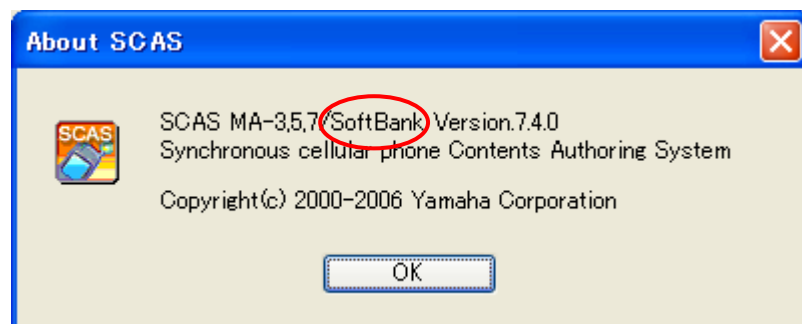 About SCAS
SCAS
SCAS MA-3,5,7/SoftBank Version.7.4.0
Synchronous cellular phone Contents Authoring System
Copyright(c) 2000-2006 Yamaha Corporation
OK